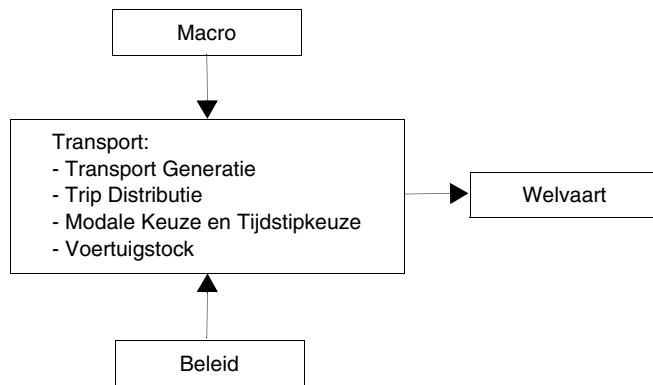 Macro
Transport:
- Transport Generatie
- Trip Distributie
- Modale Keuze en Tijdstipkeuze
- Voertuigstock
Welvaart
Beleid